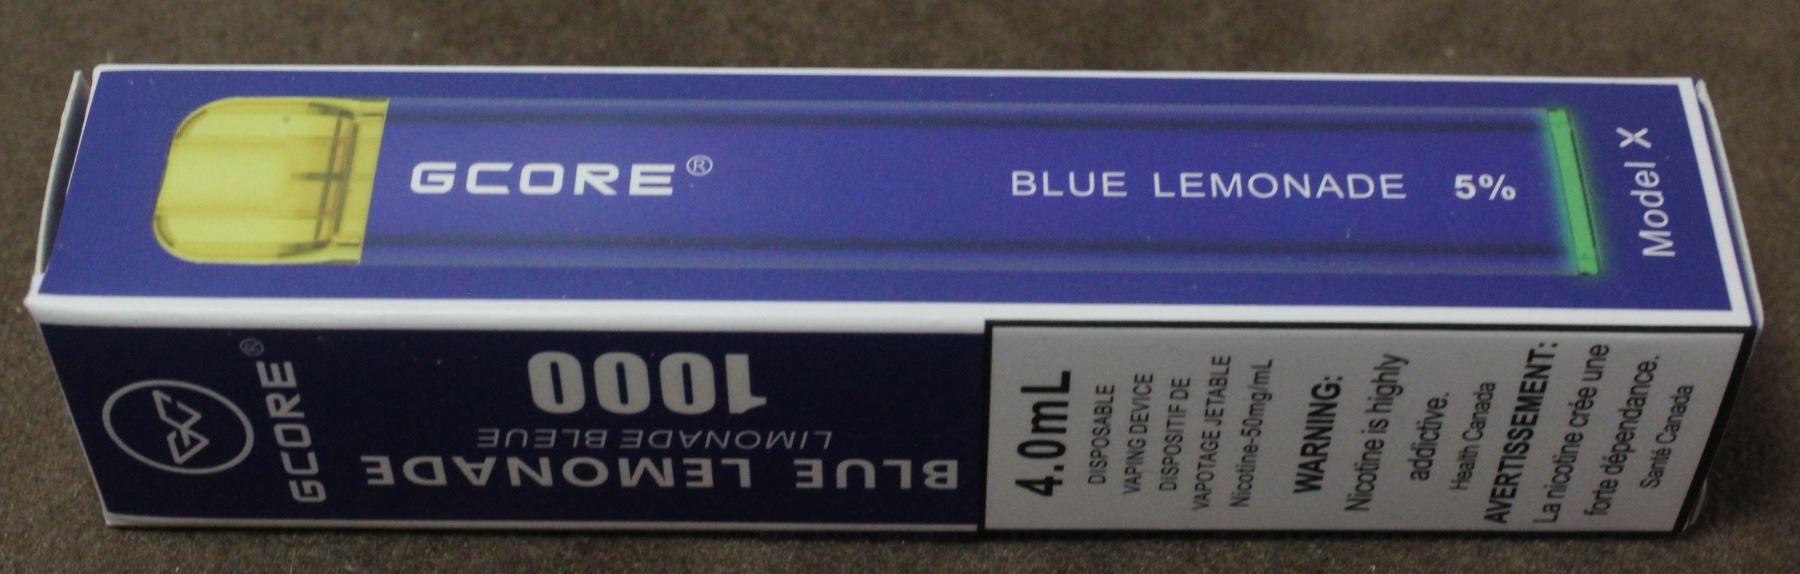 GCORE®
BLUE LEMONADE 5%
Model X
GC
GCORE®
BLUE LEMONADE
LIMONADE BLEUE
1000
4.0mL
DISPOSABLE
VAPING DEVICE
DISPOSITIF DE
VAPOTAGE JETABLE
Nicotine-50mg/mL
WARNING:
Nicotine is highly
addictive.
Health Canada
AVERTISSEMENT:
La nicotine crée une
forte dépendance.
Santé Canada